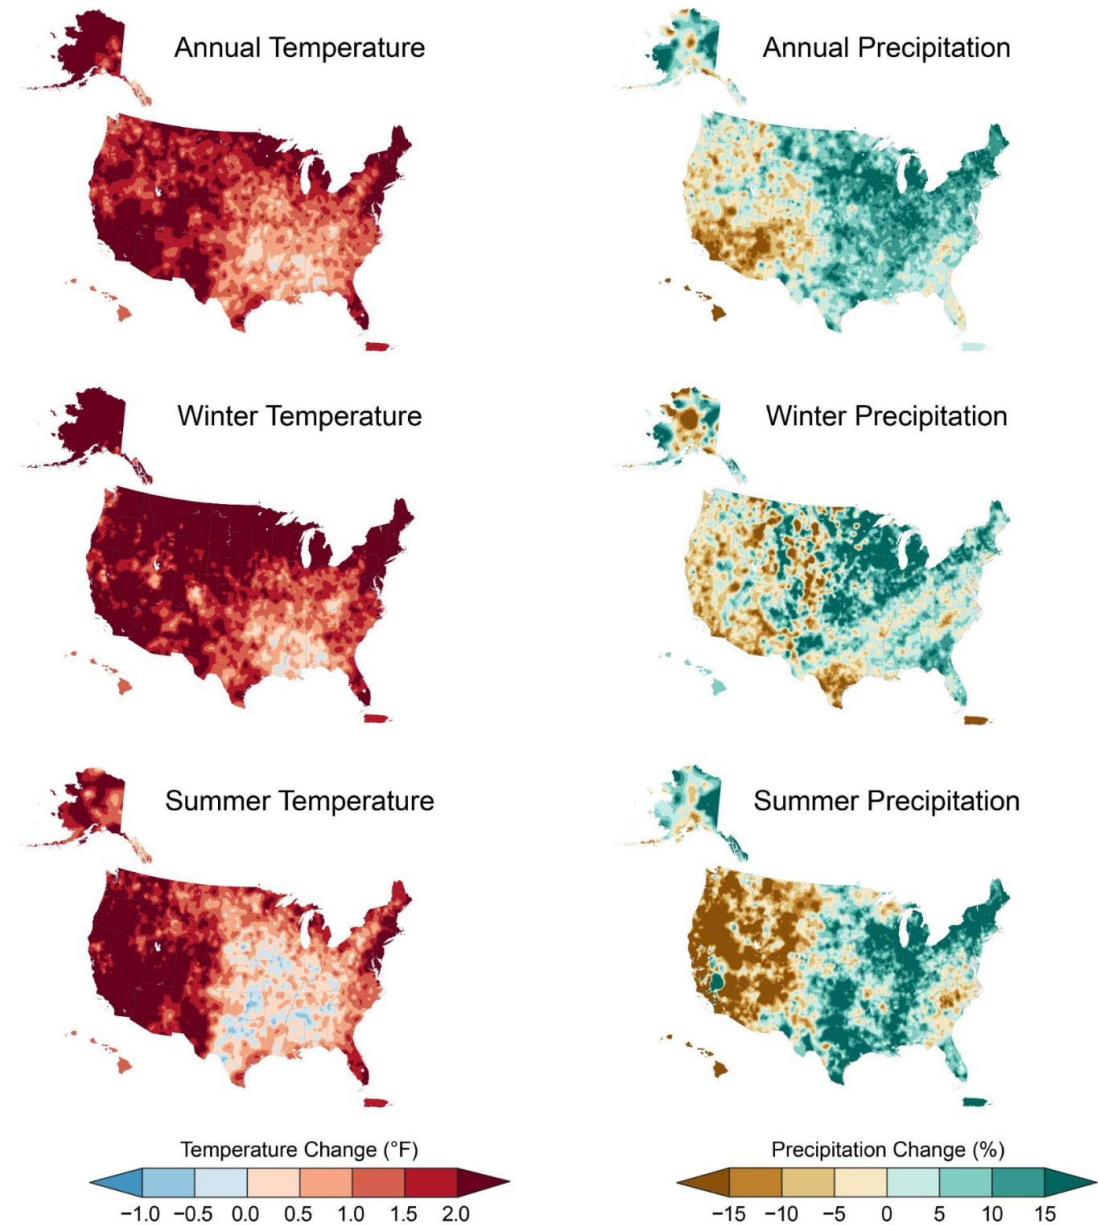 Annual Temperature
Annual Precipitation
Winter Temperature
Winter Precipitation
Summer Temperature
Summer Precipitation
Temperature Change (°F)
−1.0 −0.5 0.0 0.5 1.0 1.5 2.0
Precipitation Change (%)
−15 −10 −5 0 5 10 15